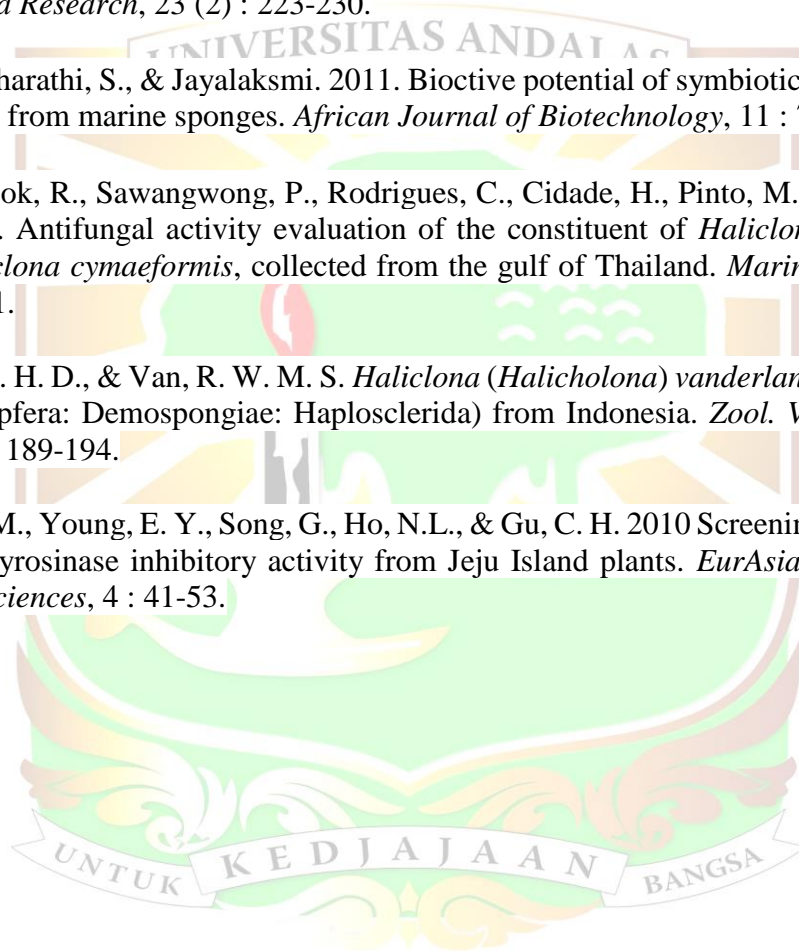 Research, 23 (2) : 223-230.
UNIVERSITAS ANDALAS
harathi, S., & Jayalaksmi. 2011. Bioctive potential of symbiotic
from marine sponges. African Journal of Biotechnology, 11 :
ok, R., Sawangwong, P., Rodrigues, C., Cidade, H., Pinto, M.
. Antifungal activity evaluation of the constituent of Haliclon
clona cymaeformis, collected from the gulf of Thailand. Marin
1.
. H. D., & Van, R. W. M. S. Haliclona (Halicholona) vanderlan
pfera: Demospongiae: Haplosclerida) from Indonesia. Zool. V
189-194.
M., Young, E. Y., Song, G., Ho, N.L., & Gu, C. H. 2010 Screenin
yrosinase inhibitory activity from Jeju Island plants. EurAsia
ciences, 4 : 41-53.
UNTUK KEDJAJAAN BANGSA